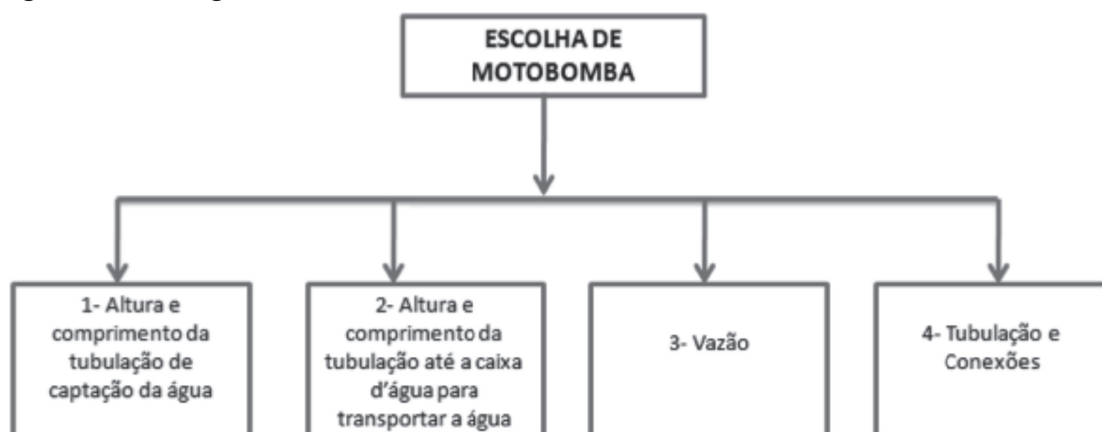 ESCOLHA DE
MOTOBOMBA
1- Altura e
comprimento da
tubulação de
captação da água
2- Altura e
comprimento da
tubulação até a caixa
d'água para
transportar a água
3- Vazão
4- Tubulação e
Conexões